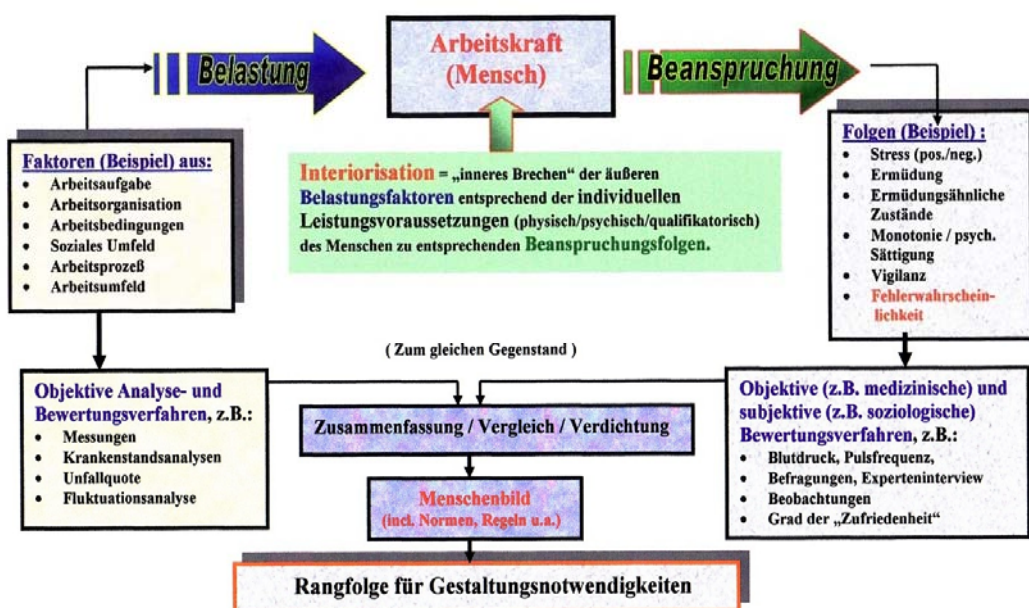 Belastung
Arbeitskraft
(Mensch)
Beanspruchung
Faktoren (Beispiel) aus:
• Arbeitsaufgabe
• Arbeitsorganisation
• Arbeitsbedingungen
• Soziales Umfeld
• Arbeitsprozeß
• Arbeitsumfeld
Interiorisation = „inneres Brechen“ der äußeren
Belastungsfaktoren entsprechend der individuellen
Leistungsvoraussetzungen (physisch/psychisch/qualifikatorisch)
des Menschen zu entsprechenden Beanspruchungsfolgen.
Folgen (Beispiel) :
• Stress (pos./neg.)
• Ermüdung
• Ermüdungsähnliche
Zustände
• Monotonie / psych.
Sättigung
• Vigilanz
• Fehlerwahrschein-
lichkeit
( Zum gleichen Gegenstand )
Objektive Analyse- und
Bewertungsverfahren, z.B.:
• Messungen
• Krankenstandsanalysen
• Unfallquote
• Fluktuationsanalyse
Zusammenfassung / Vergleich / Verdichtung
Menschenbild
(incl. Normen, Regeln u.a.)
Objektive (z.B. medizinische) und
subjektive (z.B. soziologische)
Bewertungsverfahren, z.B.:
• Blutdruck, Pulsfrequenz,
• Befragungen, Experteninterview
• Beobachtungen
• Grad der „Zufriedenheit“
Rangfolge für Gestaltungsnotwendigkeiten